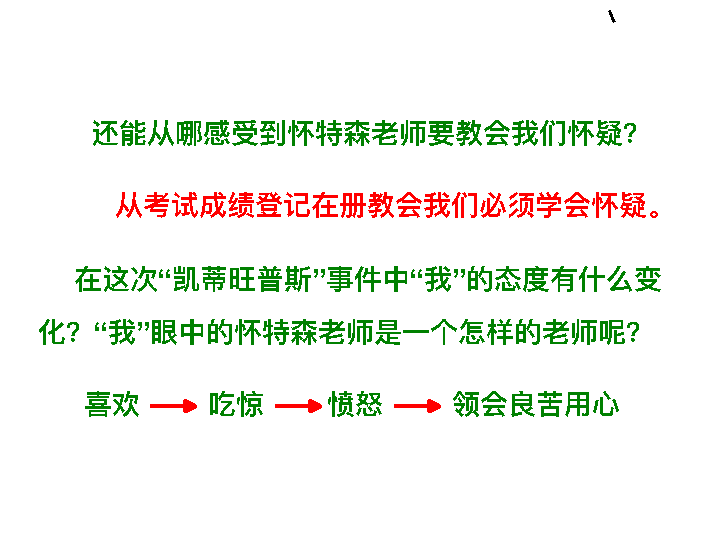 还能从哪感受到怀特森老师要教会我们怀疑?
从考试成绩登记在册教会我们必须学会怀疑。
在这次“凯蒂旺普斯”事件中“我”的态度有什么变
化?“我”眼中的怀特森老师是一个怎样的老师呢?
喜欢 吃惊 愤怒 领会良苦用心